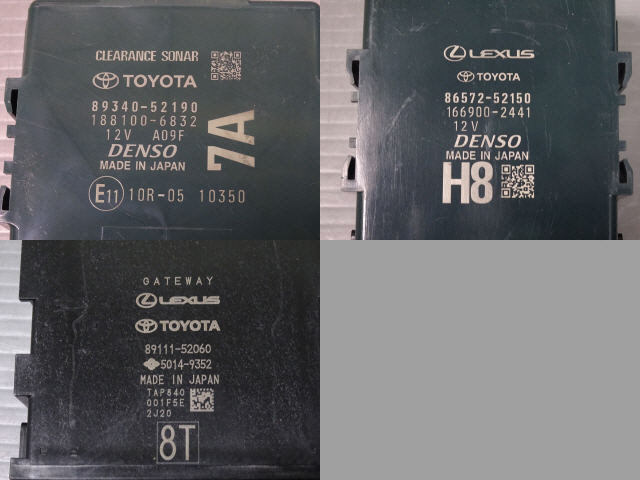 CLEARANCE SONAR
TOYOTA
89340-52190
188100-6832
12V A09F
DENSO
MADE IN JAPAN
7A
E11 10R-05 10350
LEXUS
TOYOTA
86572-52150
166900-2441
12V
DENSO
MADE IN JAPAN
H8
GATEWAY
LEXUS
TOYOTA
89111-52060
5014-9352
MADE IN JAPAN
TAP840
001F5E
2J20
8T